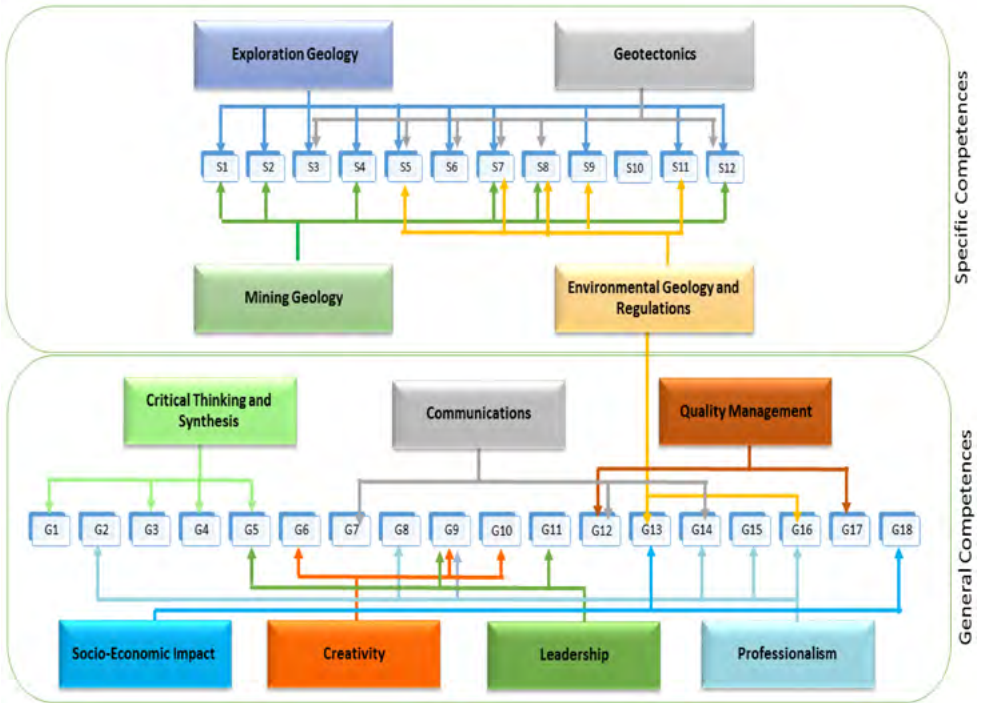 Exploration Geology
Geotectonics
S1 S2 S3 S4 S5 S6 S7 S8 S9 S10 S11 S12
Mining Geology
Environmental Geology and
Regulations
Specific Competences
Critical Thinking and
Synthesis
Communications
Quality Management
G1 G2 G3 G4 G5 G6 G7 G8 G9 G10 G11 G12 G13 G14 G15 G16 G17 G18
Socio-Economic Impact
Creativity
Leadership
Professionalism
General Competences